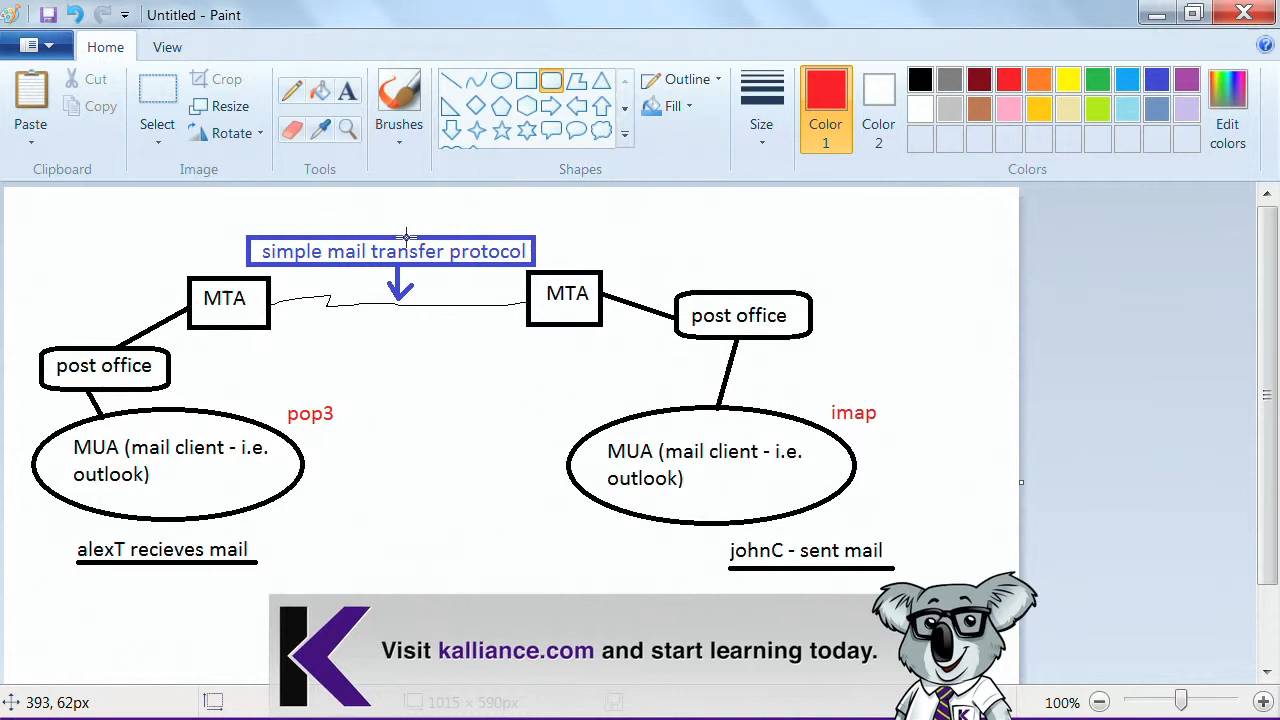 Untitled - Paint
Home
View
Paste
Cut
Copy
Clipboard
Select
Crop
Resize
Rotate
Image
A
Tools
Brushes
Shapes
Outline
Fill
Size
Color 1
Color 2
Edit colors
Colors
simple mail transfer protocol
MTA
MTA
post office
post office
pop3
imap
MUA (mail client - i.e.
outlook)
MUA (mail client - i.e.
outlook)
alexT recieves mail
johnC - sent mail
K
Visit kalliance.com and start learning today.
K
393, 62px
1015 × 590px
100%